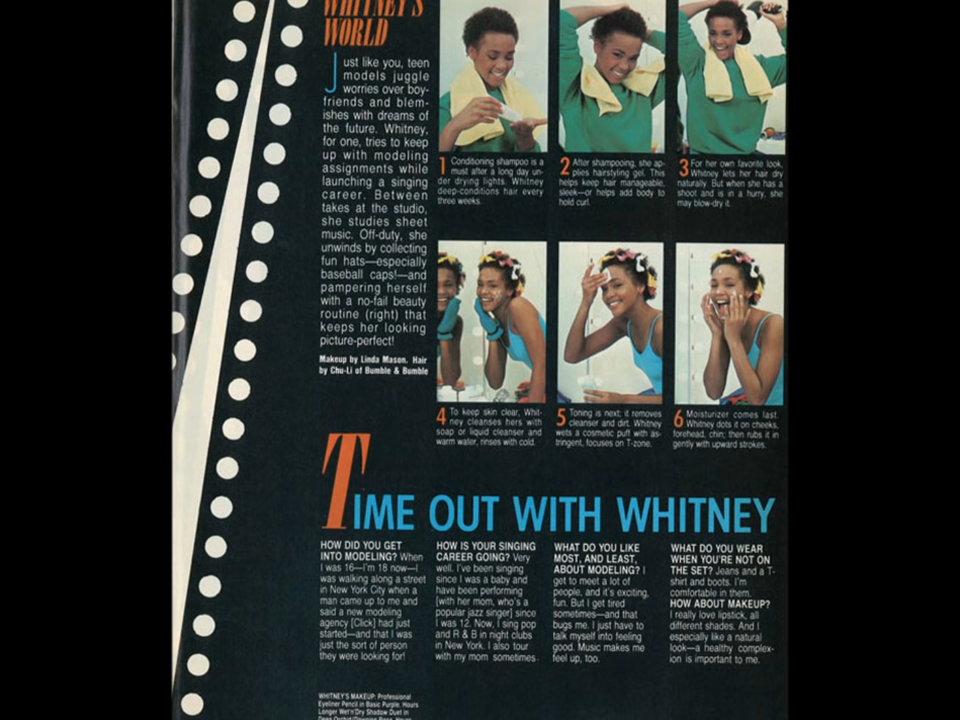 WHITNEY'S
WORLD
Just like you, teen
models juggle
worries over boy-
friends and blem-
ishes with dreams of
the future. Whitney,
for one, tries to keep
up with modeling
assignments while
launching a singing
career. Between
takes at the studio,
she studies sheet
music. Off-duty, she
unwinds by collecting
fun hats—especially
baseball caps!—and
pampering herself
with a no-fail beauty
routine (right) that
keeps her looking
picture-perfect!
Makeup by Linda Mason. Hair
by Chu-Li of Bumble & Bumble
1 Conditioning shampoo is a
must after a long day un-
der drying lights. Whitney
deep-conditions hair every
three weeks.
2 After shampooing, she ap-
plies hairstyling gel. This
helps keep hair manageable,
sleek—or helps add body to
hold curl.
3 For her own favorite look,
Whitney lets her hair dry
naturally. But when she has a
shoot and is in a hurry, she
may blow-dry it.
4 To keep skin clear, Whit-
ney cleanses hers with
soap or liquid cleanser and
warm water, rinses with cold.
5 Toning is next; it removes
cleanser and dirt. Whitney
wets a cosmetic puff with as-
tringent, focuses on T-zone.
6 Moisturizer comes last.
Whitney dots it on cheeks,
forehead, chin; then rubs it in
gently with upward strokes.
TIME OUT WITH WHITNEY
HOW DID YOU GET
INTO MODELING? When
I was 16—I'm 18 now—I
was walking along a street
in New York City when a
man came up to me and
said a new modeling
agency [Click] had just
started—and that I was
just the sort of person
they were looking for!
HOW IS YOUR SINGING
CAREER GOING? Very
well. I've been singing
since I was a baby and
have been performing
[with her mom, who's a
popular jazz singer] since
I was 12. Now, I sing pop
and R & B in night clubs
in New York. I also tour
with my mom sometimes.
WHAT DO YOU LIKE
MOST, AND LEAST,
ABOUT MODELING? I
get to meet a lot of
people, and it's exciting,
fun. But I get tired
sometimes—and that
bugs me. I just have to
talk myself into feeling
good. Music makes me
feel up, too.
WHAT DO YOU WEAR
WHEN YOU'RE NOT ON
THE SET? Jeans and a T-
shirt and boots. I'm
comfortable in them.
HOW ABOUT MAKEUP?
I really love lipstick, all
different shades. And I
especially like a natural
look—a healthy complex-
ion is important to me.
WHITNEY'S MAKEUP: Professional
Eyeliner Pencil in Basic Purple, Hours
Longer Wet'n'Dry Shadow Duet in